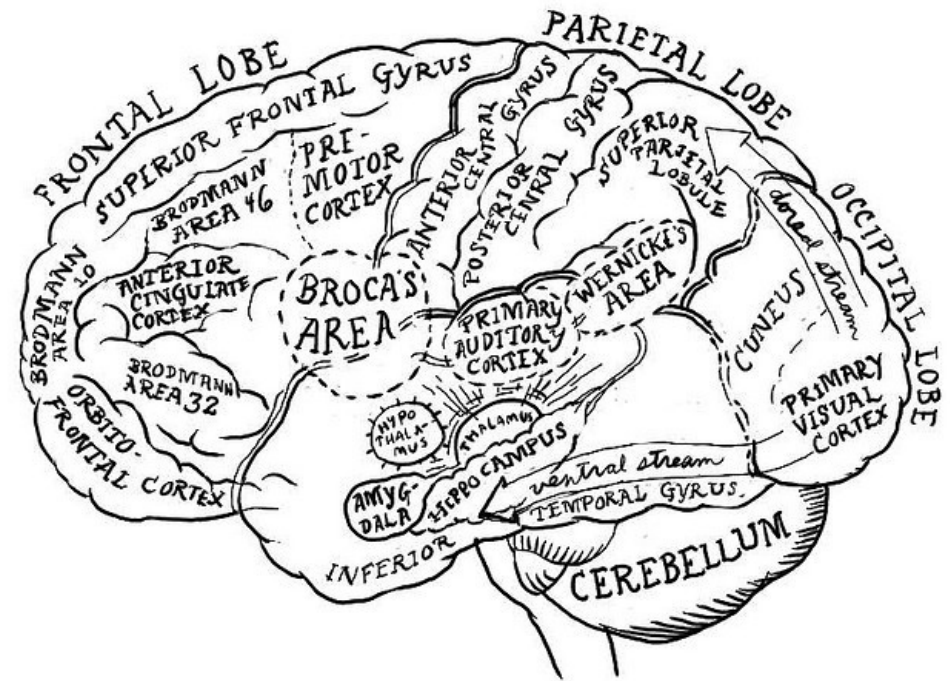 FRONTAL LOBE
PARIETAL LOBE
OCCIPITAL LOBE
SUPERIOR FRONTAL GYRUS
BRODMANN
AREA 46
PRE-
MOTOR
CORTEX
ANTERIOR
CENTRAL
GYRUS
POSTERIOR
CENTRAL
GYRUS
SUPERIOR
PARIETAL
LOBULE
dorsal stream
BRODMANN
AREA 10
ANTERIOR
CINGULATE
CORTEX
BROCA'S
AREA
PRIMARY
AUDITORY
CORTEX
WERNICKE'S
AREA
CUNEUS
BRODMANN
AREA 32
PRIMARY
VISUAL
CORTEX
ORBITO-
FRONTAL CORTEX
HYPO
THALA-
MUS
THALAMUS
HIPPOCAMPUS
AMYG-
DALA
ventral stream
INFERIOR
TEMPORAL GYRUS
CEREBELLUM